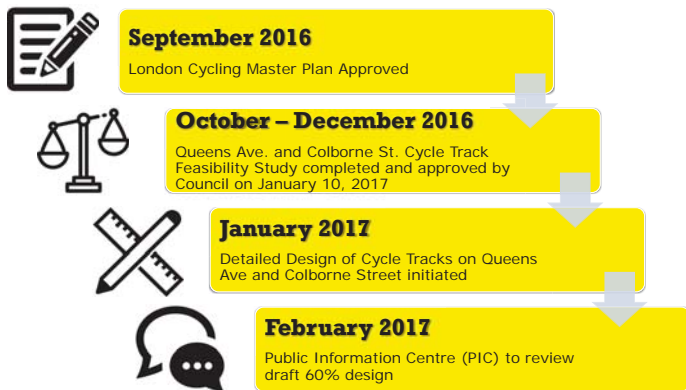 September 2016
London Cycling Master Plan Approved
October – December 2016
Queens Ave. and Colborne St. Cycle Track
Feasibility Study completed and approved by
Council on January 10, 2017
January 2017
Detailed Design of Cycle Tracks on Queens
Ave and Colborne Street initiated
February 2017
Public Information Centre (PIC) to review
draft 60% design